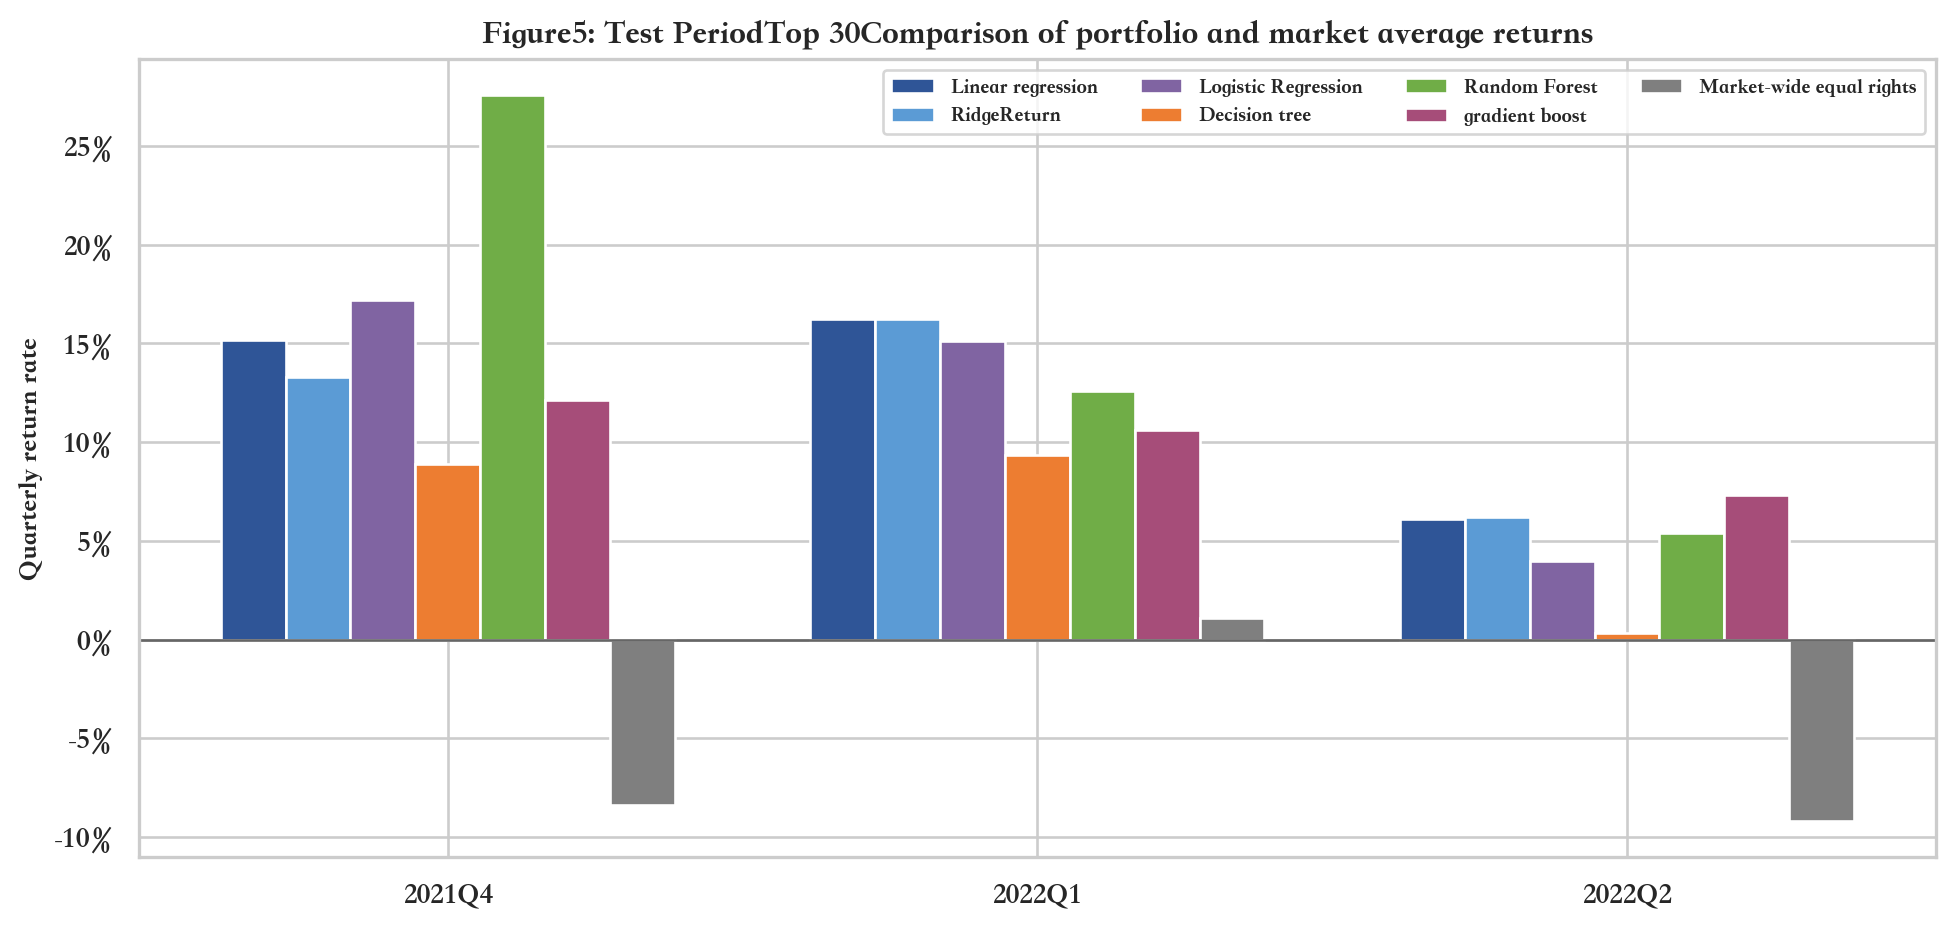 Figure5: Test PeriodTop 30Comparison of portfolio and market average returns
Linear regression
RidgeReturn
Logistic Regression
Decision tree
Random Forest
gradient boost
Market-wide equal rights
Quarterly return rate
25%
20%
15%
10%
5%
0%
-5%
-10%
2021Q4
2022Q1
2022Q2